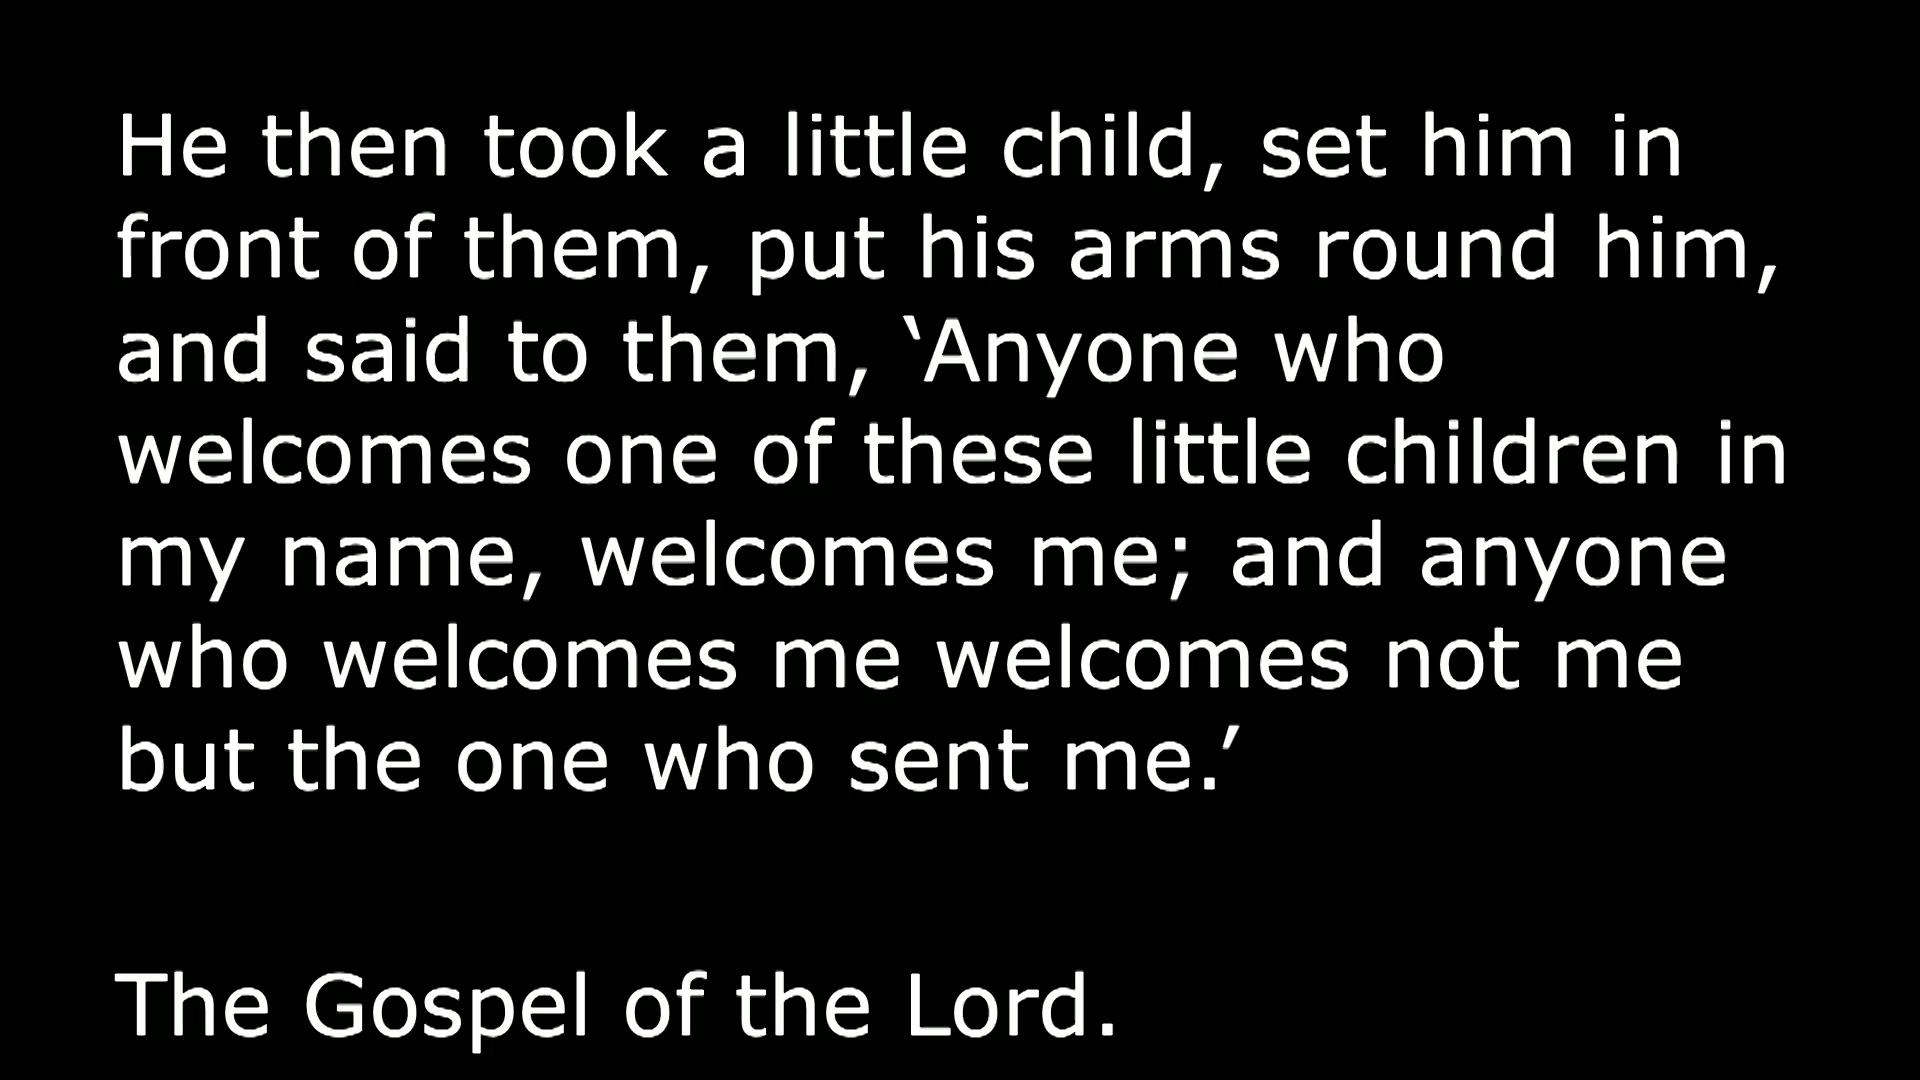 He then took a little child, set him in
front of them, put his arms round him,
and said to them, ‘Anyone who
welcomes one of these little children in
my name, welcomes me; and anyone
who welcomes me welcomes not me
but the one who sent me.’
The Gospel of the Lord.